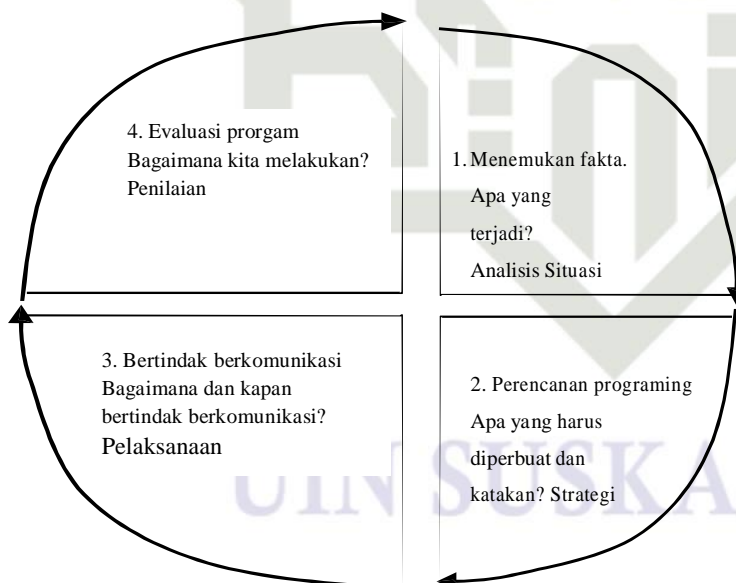 1. Menemukan fakta.
Apa yang
terjadi?
Analisis Situasi
2. Perencanan programing
Apa yang harus
diperbuat dan
katakan? Strategi
3. Bertindak berkomunikasi
Bagaimana dan kapan
bertindak berkomunikasi?
Pelaksanaan
4. Evaluasi prorgam
Bagaimana kita melakukan?
Penilaian
UIN SUSKA